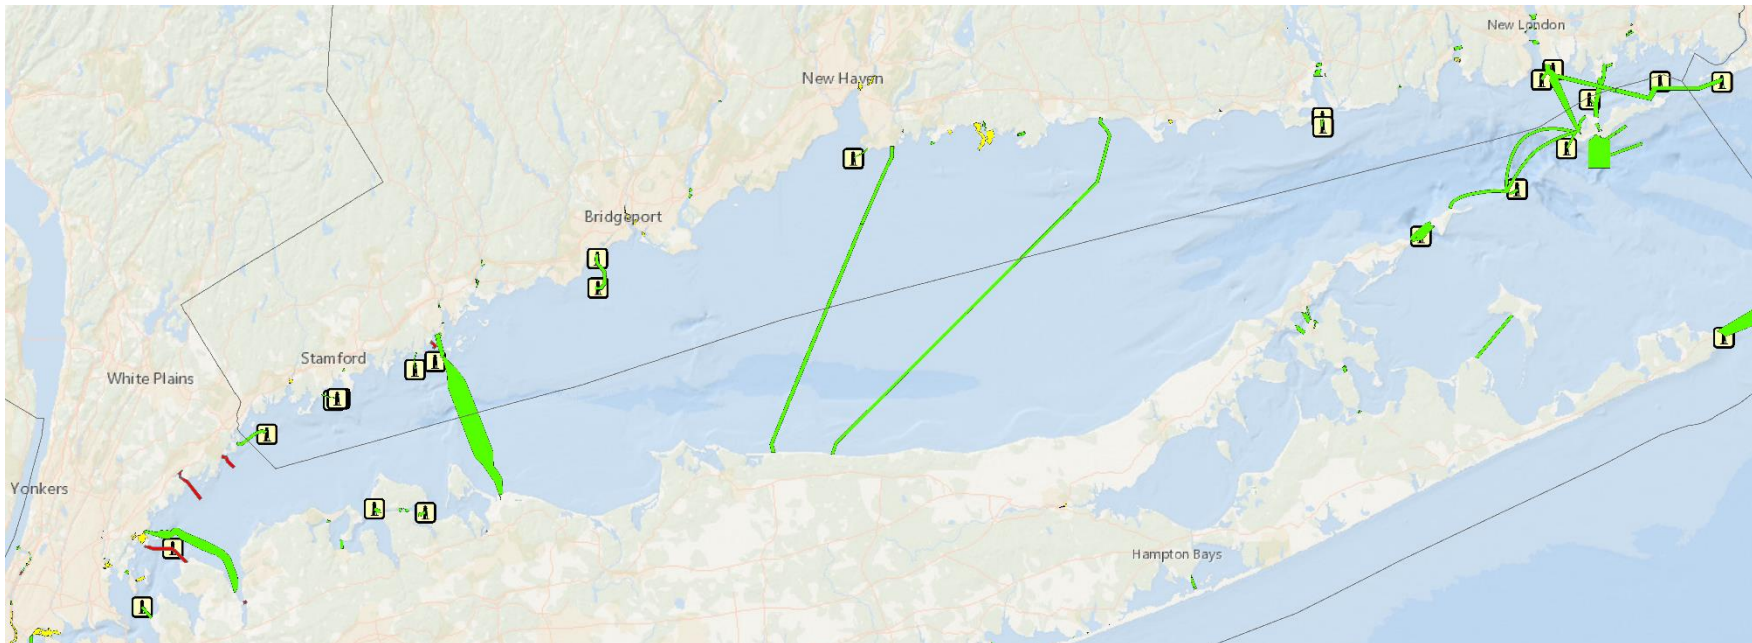 New London
New Haven
Bridgeport
Stamford
White Plains
Yonkers
Hampton Bays